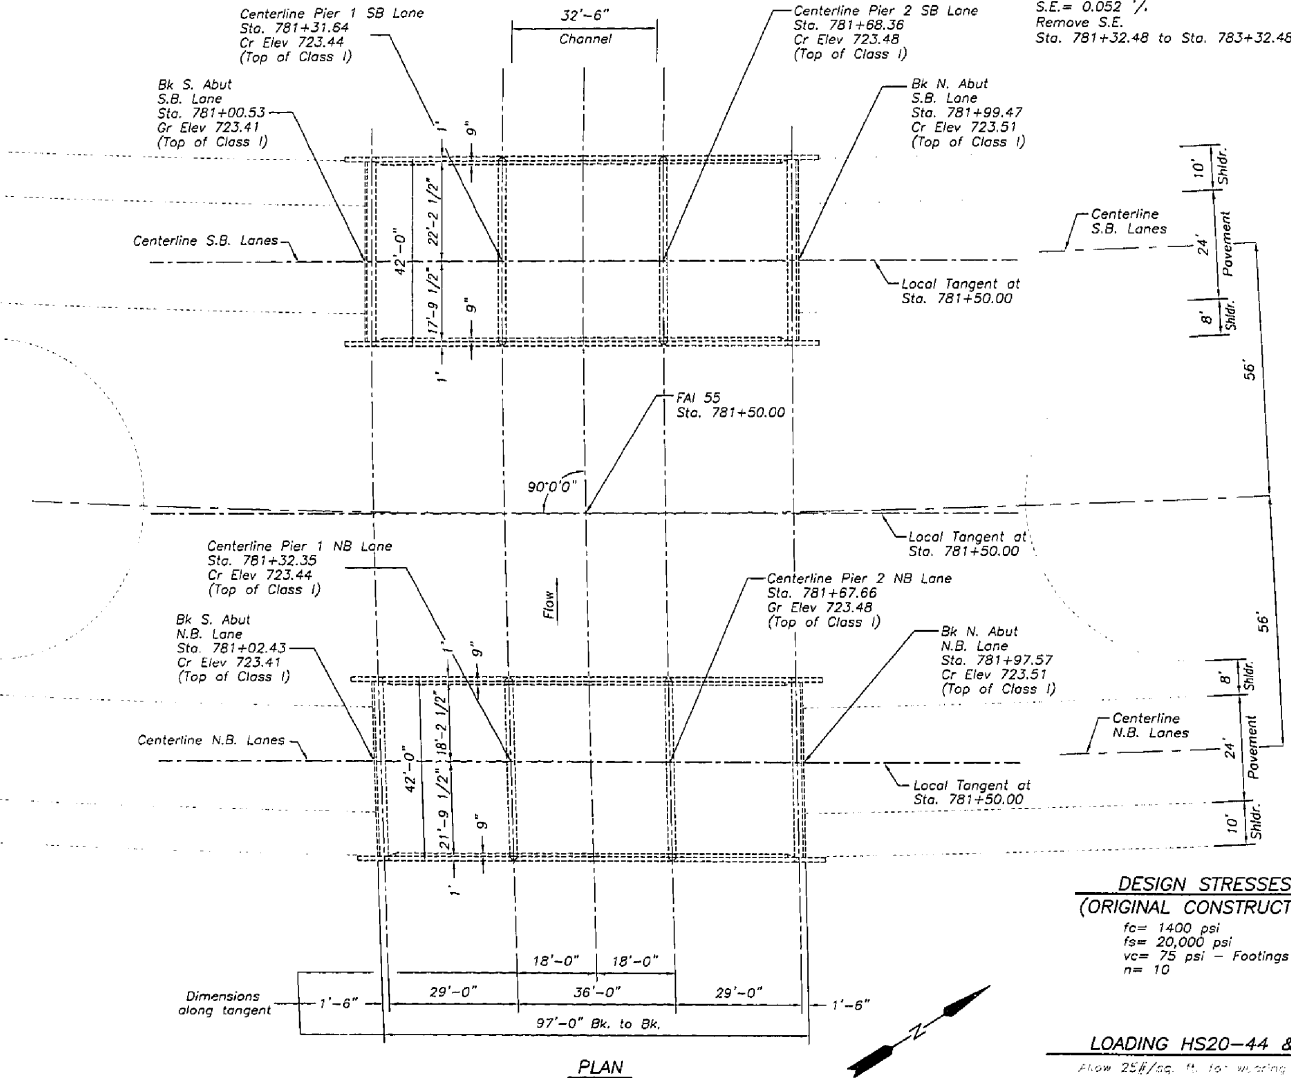 Centerline Pier 1 SB Lane
Sta. 781+31.64
Cr Elev 723.44
(Top of Class I)
32'-6"
Channel
Centerline Pier 2 SB Lane
Sta. 781+68.36
Cr Elev 723.48
(Top of Class I)
S.E.= 0.052 '/.
Remove S.E.
Sta. 781+32.48 to Sta. 783+32.48
Bk S. Abut
S.B. Lane
Sta. 781+00.53
Gr Elev 723.41
(Top of Class I)
Bk N. Abut
S.B. Lane
Sta. 781+99.47
Cr Elev 723.51
(Top of Class I)
1'
9"
42'-0"
22'-2 1/2"
17'-9 1/2"
9"
1'
Centerline S.B. Lanes
Centerline
S.B. Lanes
Local Tangent at
Sta. 781+50.00
10'
Shldr.
24'
Pavement
8'
Shldr.
56'
FAI 55
Sta. 781+50.00
90°0'0"
Local Tangent at
Sta. 781+50.00
Flow
Centerline Pier 1 NB Lane
Sta. 781+32.35
Cr Elev 723.44
(Top of Class I)
Centerline Pier 2 NB Lane
Sta. 781+67.66
Gr Elev 723.48
(Top of Class I)
Bk S. Abut
N.B. Lane
Sta. 781+02.43
Cr Elev 723.41
(Top of Class I)
Bk N. Abut
N.B. Lane
Sta. 781+97.57
Cr Elev 723.51
(Top of Class I)
1'
9"
42'-0"
18'-2 1/2"
21'-9 1/2"
9"
1'
Centerline N.B. Lanes
Centerline
N.B. Lanes
Local Tangent at
Sta. 781+50.00
56'
8'
Shldr.
24'
Pavement
10'
Shldr.
DESIGN STRESSES
(ORIGINAL CONSTRUCT
fc= 1400 psi
fs= 20,000 psi
vc= 75 psi - Footings
n= 10
18'-0"
18'-0"
Dimensions
along tangent
1'-6"
29'-0"
36'-0"
29'-0"
1'-6"
97'-0" Bk. to Bk.
N
PLAN
LOADING HS20-44 &
Allow 25#/sq. ft. for wearing